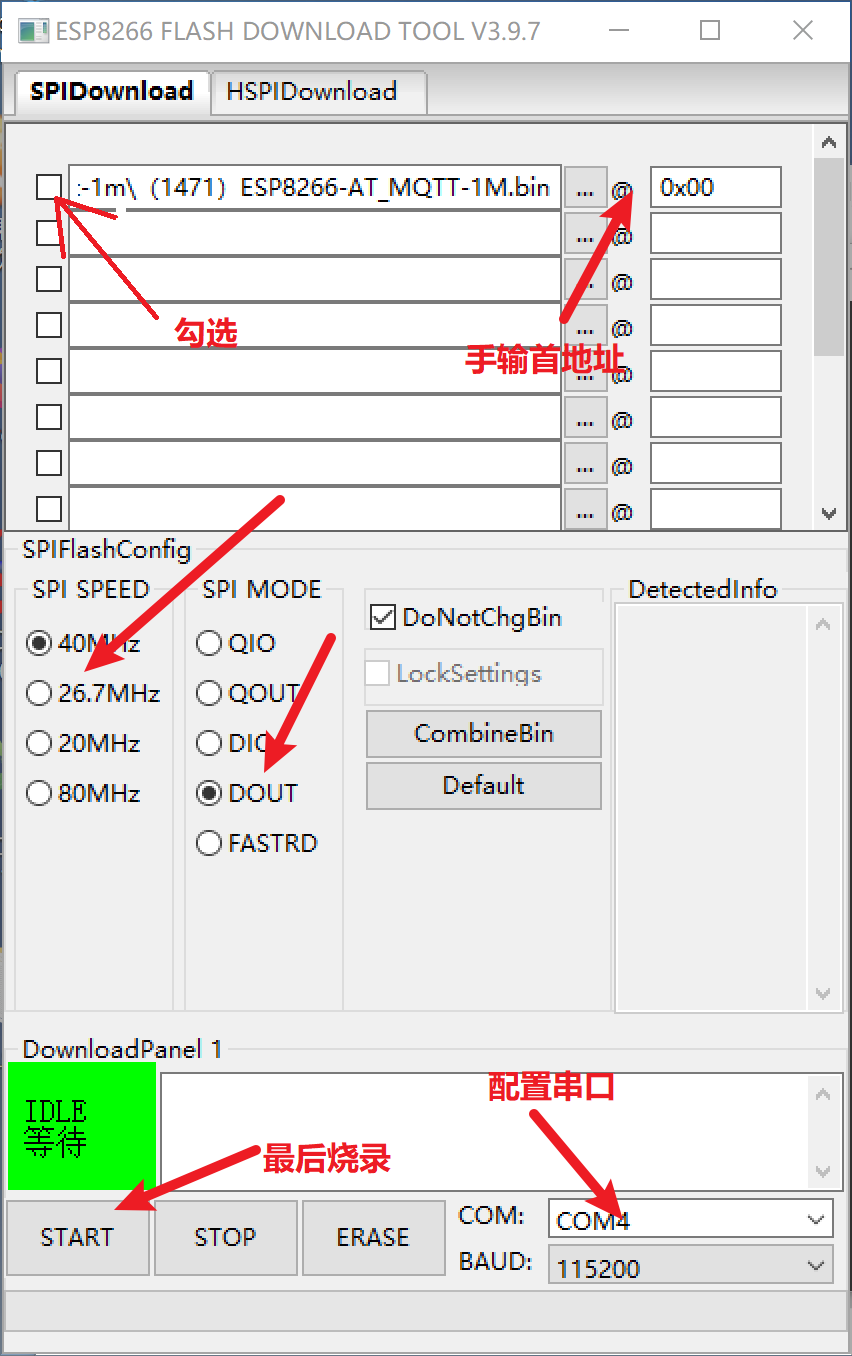 ESP8266 FLASH DOWNLOAD TOOL V3.9.7
SPIDownload HSPIDownload
:-1m\ (1471) ESP8266-AT_MQTT-1M.bin ... @ 0x00
... @
... @
勾选
... @
手输首地址
... @
... @
... @
... @
SPIFlashConfig
SPI SPEED SPI MODE DetectedInfo
DoNotChgBin
40MHz QIO
LockSettings
26.7MHz QOUT
CombineBin
20MHz DIO
Default
80MHz DOUT
FASTRD
DownloadPanel 1
配置串口
IDLE
等待
最后烧录
START STOP ERASE
COM: COM4
BAUD: 115200